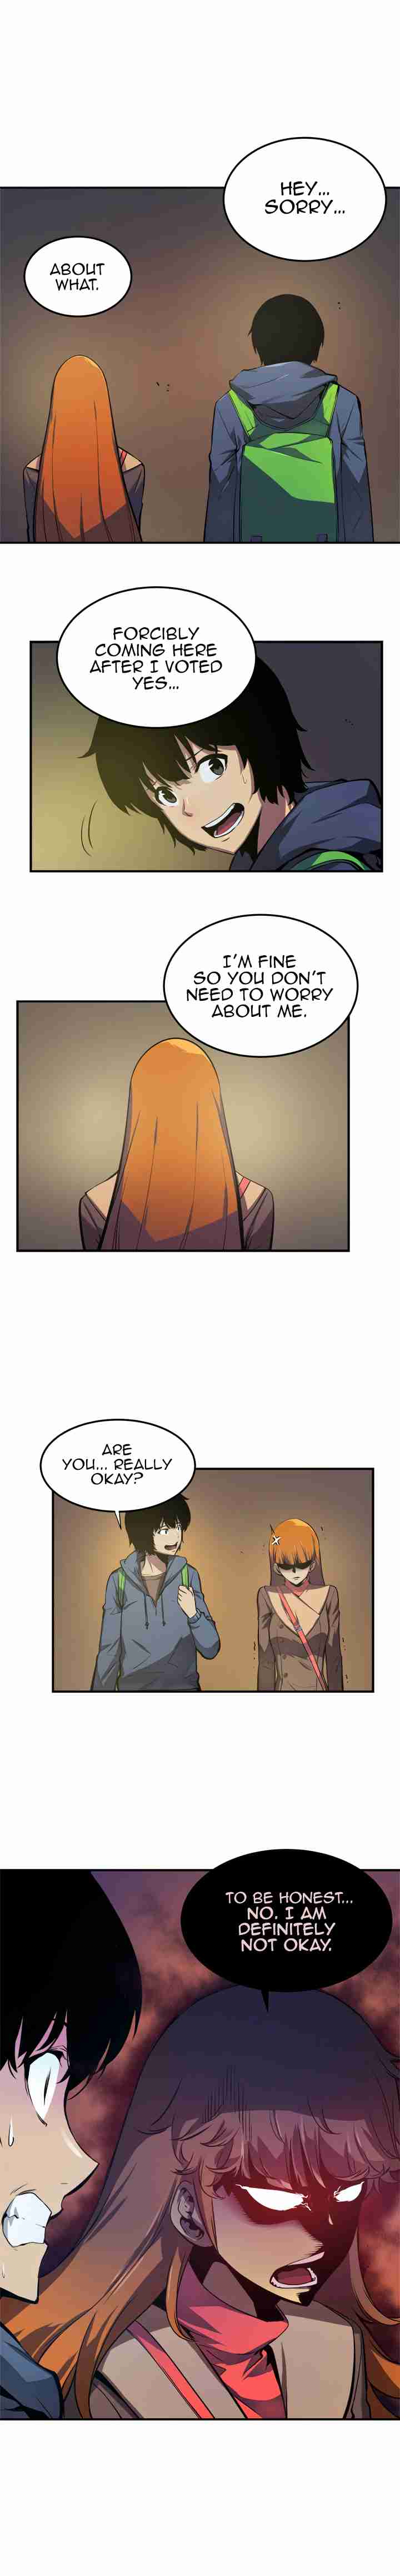 HEY...
SORRY...
ABOUT
WHAT.
FORCIBLY
COMING HERE
AFTER I VOTED
YES...
I'M FINE
SO YOU DON'T
NEED TO WORRY
ABOUT ME.
ARE
YOU... REALLY
OKAY?
TO BE HONEST...
NO. I AM
DEFINITELY
NOT OKAY.